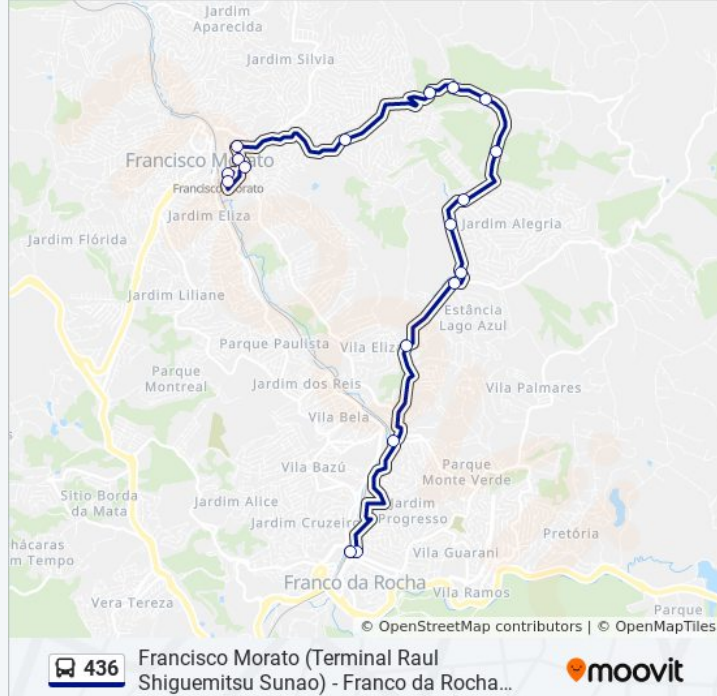 Jardim
Aparecida
Jardim Silvia
Francisco Morato
Francisco Morato
Jardim Eliza
Jardim Alegria
Jardim Flórida
Jardim Liliane
Estância
Lago Azul
Parque Paulista
Vila Eliza
Parque
Montreal
Jardim dos Reis
Vila Palmares
Vila Bela
Vila Bazú
Parque
Monte Verde
Sitio Borda
da Mata
Jardim Alice
Jardim
Progresso
Jardim Cruzeiro
Pretória
hácaras
om Tempo
Vila Guarani
Franco da Rocha
Vila Ramos
Vera Tereza
Parque
© OpenStreetMap contributors | © OpenMapTiles
436
Francisco Morato (Terminal Raul
Shiguemitsu Sunao) - Franco da Rocha…
moovit